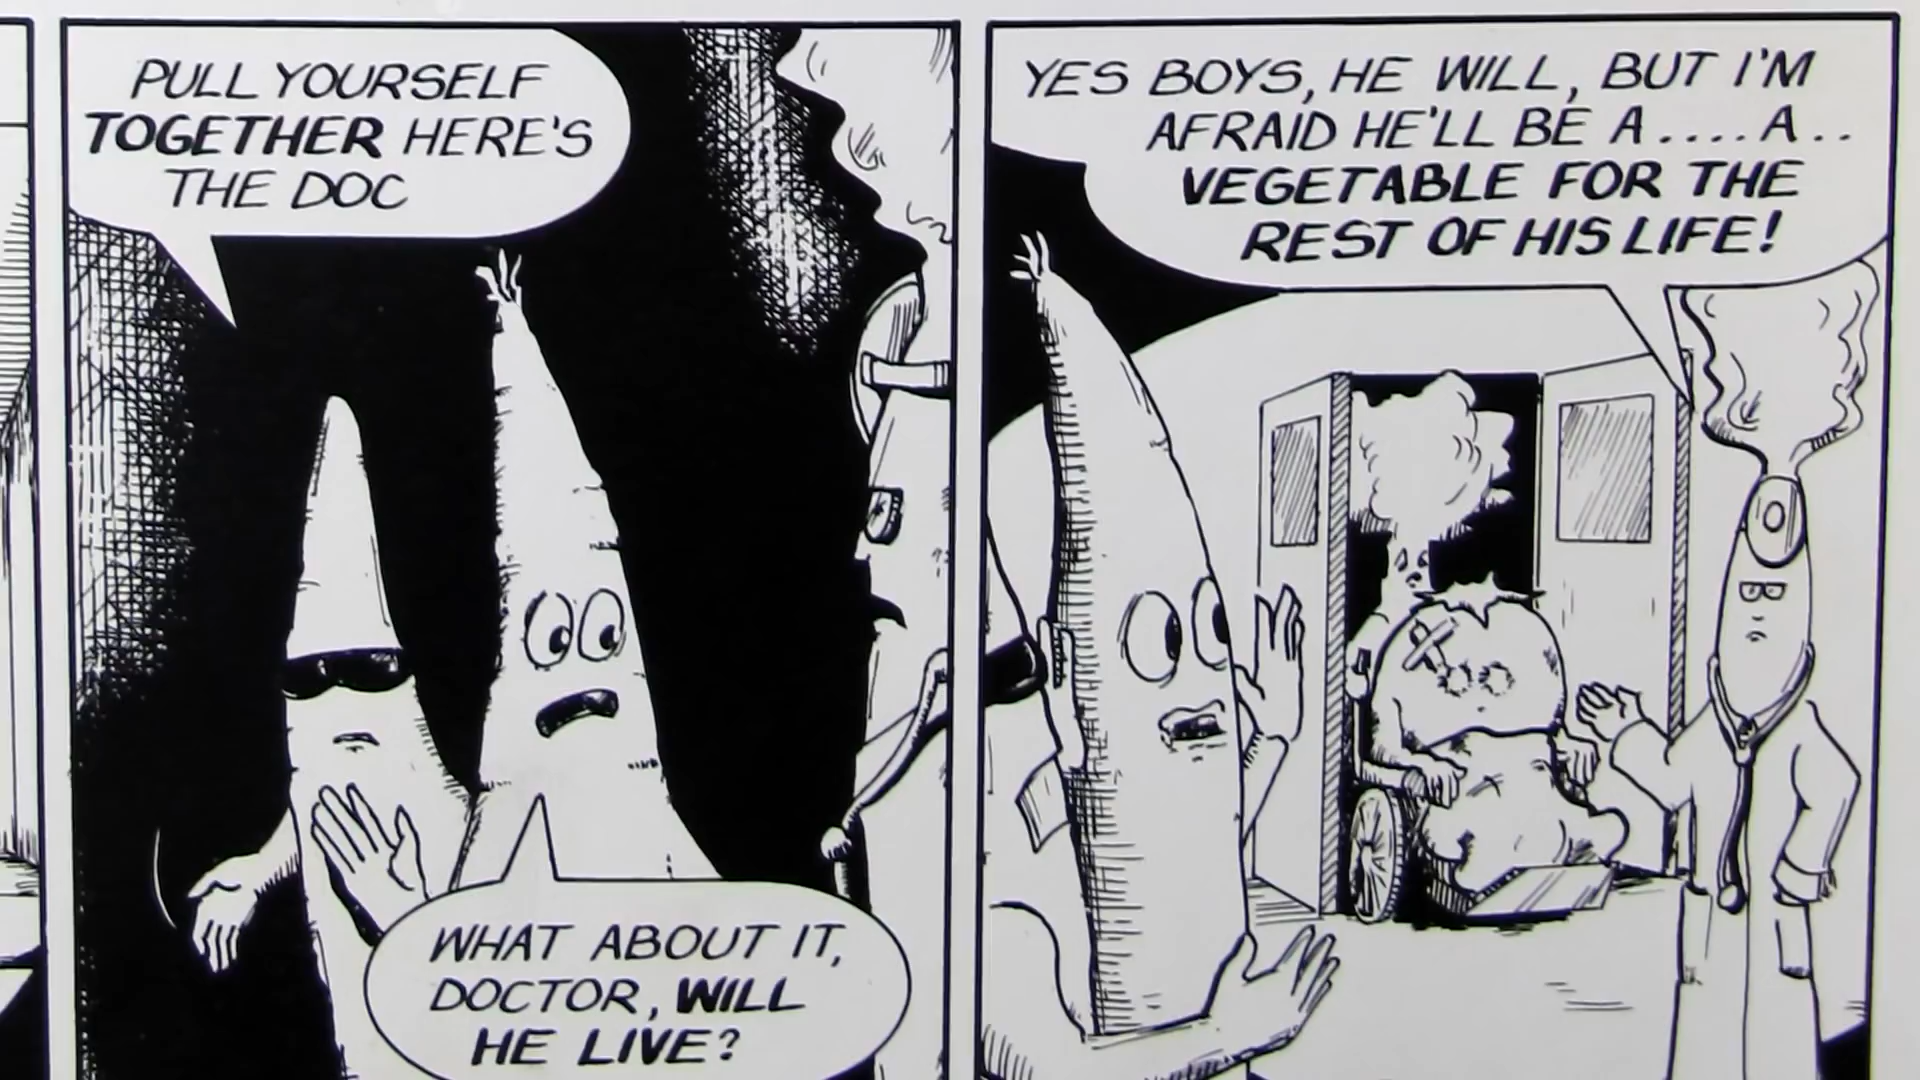 PULL YOURSELF
TOGETHER HERE'S
THE DOC
WHAT ABOUT IT,
DOCTOR, WILL
HE LIVE?
YES BOYS, HE WILL, BUT I'M
AFRAID HE'LL BE A....A..
VEGETABLE FOR THE
REST OF HIS LIFE!